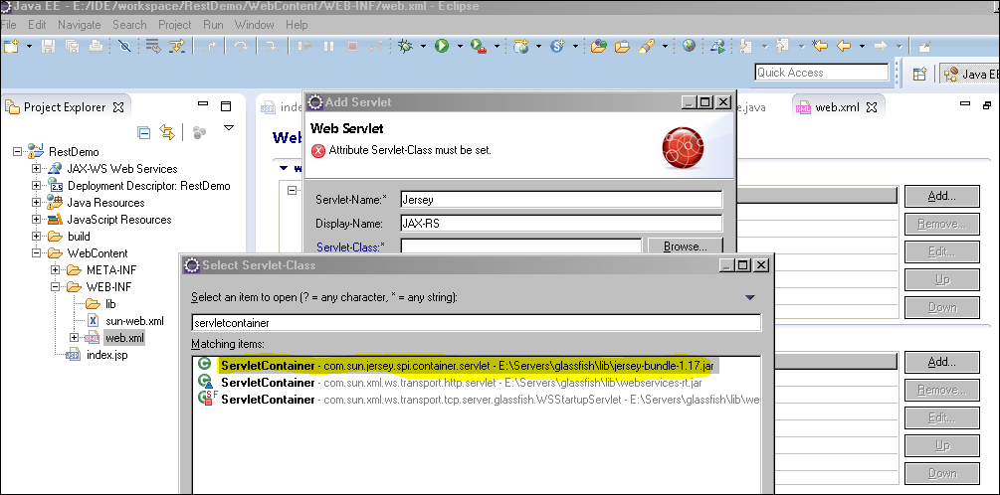 Java EE - E:/IDE/workspace/RestDemo/WebContent/WEB-INF/web.xml - Eclipse
File Edit Navigate Search Project Run Window Help
Quick Access
Java EE
Project Explorer
RestDemo
JAX-WS Web Services
Deployment Descriptor: RestDemo
Java Resources
JavaScript Resources
build
WebContent
META-INF
WEB-INF
lib
sun-web.xml
web.xml
index.jsp
web.xml
Add...
Remove...
Edit...
Up
Down
Add...
Remove...
Edit...
Up
Down
Add Servlet
Web Servlet
Attribute Servlet-Class must be set.
Servlet-Name:* Jersey
Display-Name: JAX-RS
Servlet-Class:* Browse...
Select Servlet-Class
Select an item to open (? = any character, * = any string):
servletcontainer
Matching items:
ServletContainer - com.sun.jersey.spi.container.servlet - E:\Servers\glassfish\lib\jersey-bundle-1.17.jar
ServletContainer - com.sun.xml.ws.transport.http.servlet - E:\Servers\glassfish\lib\webservices-rt.jar
ServletContainer - com.sun.xml.ws.transport.tcp.server.glassfish.WSStartupServlet - E:\Servers\glassfish\lib\we